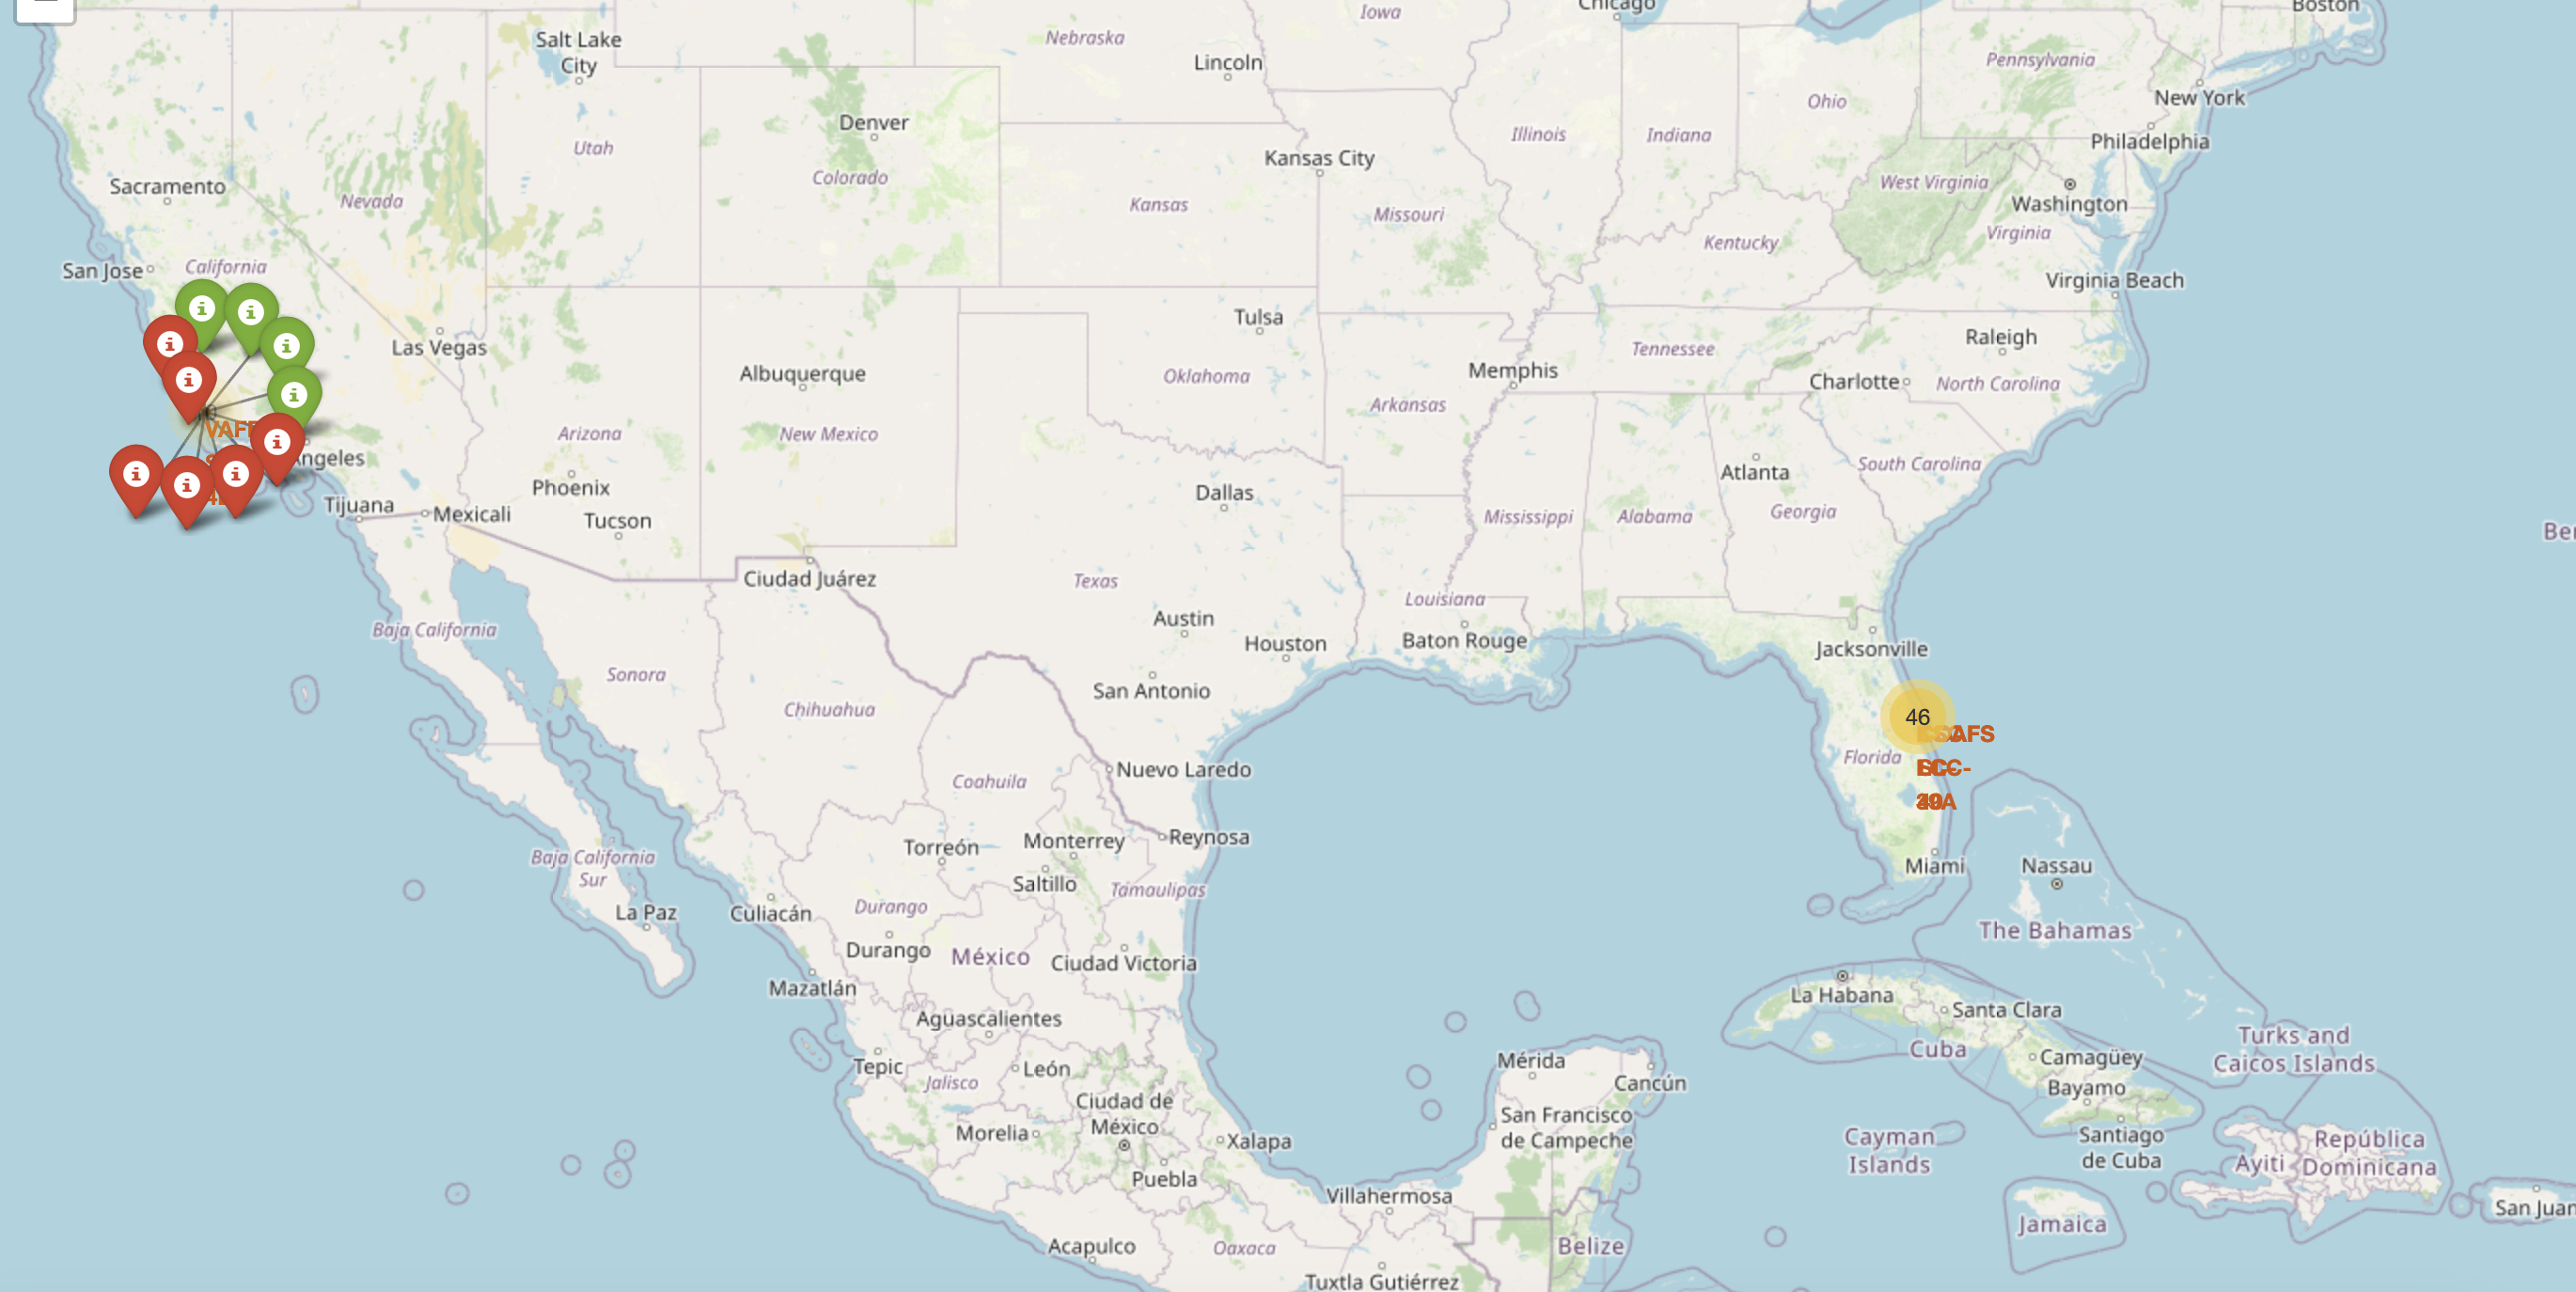 Chicago
Boston
Iowa
Salt Lake
City
Nebraska
Lincoln
Pennsylvania
Ohio
New York
Denver
Utah
Colorado
Kansas City
Illinois
Indiana
Philadelphia
Sacramento
Nevada
Kansas
Missouri
West Virginia
Washington
Virginia
Kentucky
San Jose
California
Virginia Beach
Tulsa
Las Vegas
Raleigh
Tennessee
Albuquerque
Oklahoma
Memphis
Charlotte
North Carolina
Arkansas
Arizona
New Mexico
Angeles
South Carolina
Atlanta
Phoenix
Dallas
Tijuana
Mexicali
Tucson
Mississippi
Alabama
Georgia
Ciudad Juárez
Texas
Louisiana
Austin
Houston
Baton Rouge
Baja California
Jacksonville
Sonora
San Antonio
Chihuahua
46
Florida
Nuevo Laredo
Coahuila
Torreón
Monterrey
Reynosa
Baja California
Sur
Saltillo
Tamaulipas
Miami
Nassau
La Paz
Culiacán
Durango
The Bahamas
Durango
México
Ciudad Victoria
Mazatlán
La Habana
Santa Clara
Aguascalientes
Turks and
Caicos Islands
Cuba
Camagüey
Tepic
León
Jalisco
Mérida
Cancún
Bayamo
Ciudad de
México
San Francisco
de Campeche
Morelia
Xalapa
Cayman
Islands
Santiago
de Cuba
República
Dominicana
Ayiti
Puebla
Villahermosa
San Juan
Jamaica
Acapulco
Oaxaca
Belize
Tuxtla Gutiérrez